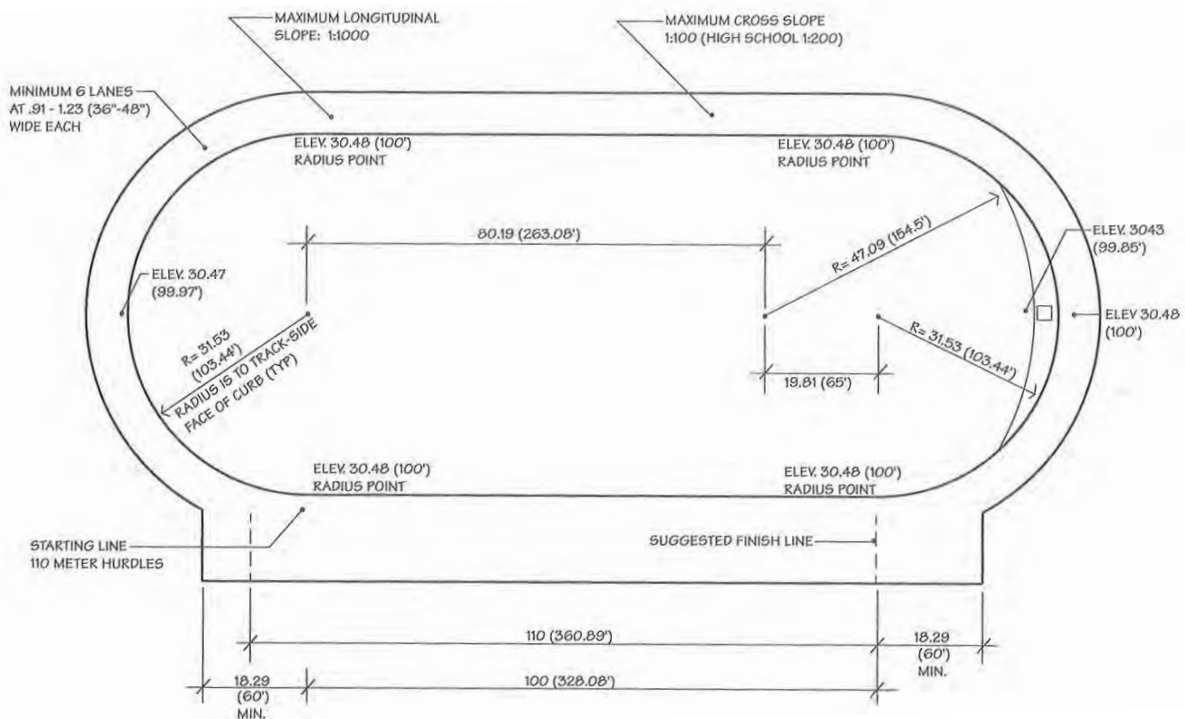 MAXIMUM LONGITUDINAL
SLOPE: 1:1000
MAXIMUM CROSS SLOPE
1:100 (HIGH SCHOOL 1:200)
MINIMUM 6 LANES
AT .91 - 1.23 (36"-48")
WIDE EACH
ELEV. 30.48 (100')
RADIUS POINT
ELEV. 30.48 (100')
RADIUS POINT
80.19 (263.08')
R= 47.09 (154.5')
ELEV. 3043
(99.85')
ELEV. 30.47
(99.97')
ELEV 30.48
(100')
R= 31.53
(103.44')
RADIUS IS TO TRACK-SIDE
FACE OF CURB (TYP)
R= 31.53 (103.44')
19.81 (65')
ELEV. 30.48 (100')
RADIUS POINT
ELEV. 30.48 (100')
RADIUS POINT
STARTING LINE
110 METER HURDLES
SUGGESTED FINISH LINE
110 (360.89')
18.29
(60')
MIN.
18.29
(60')
MIN.
100 (328.08')